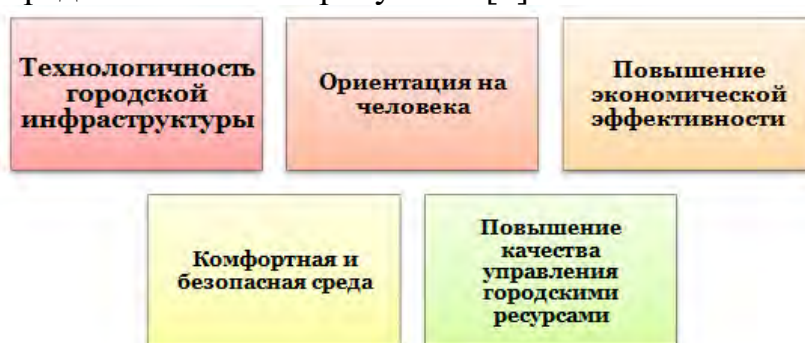 Технологичность
городской
инфраструктуры
Ориентация на
человека
Повышение
экономической
эффективности
Комфортная и
безопасная среда
Повышение
качества
управления
городскими
ресурсами